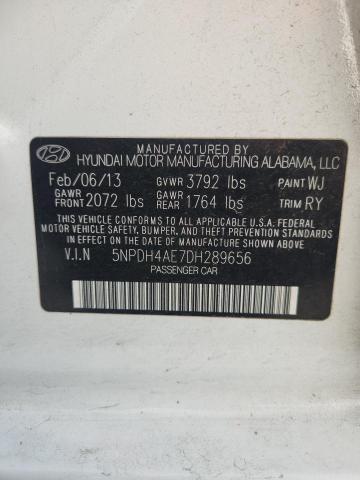 MANUFACTURED BY
HYUNDAI MOTOR MANUFACTURING ALABAMA, LLC
Feb/06/13 GVWR 3792 lbs PAINT WJ
GAWR FRONT 2072 lbs GAWR REAR 1764 lbs TRIM RY
THIS VEHICLE CONFORMS TO ALL APPLICABLE U.S.A. FEDERAL
MOTOR VEHICLE SAFETY, BUMPER, AND THEFT PREVENTION
STANDARDS IN EFFECT ON THE DATE OF MANUFACTURE SHOWN ABOVE.
V.I.N 5NPDH4AE7DH289656
PASSENGER CAR